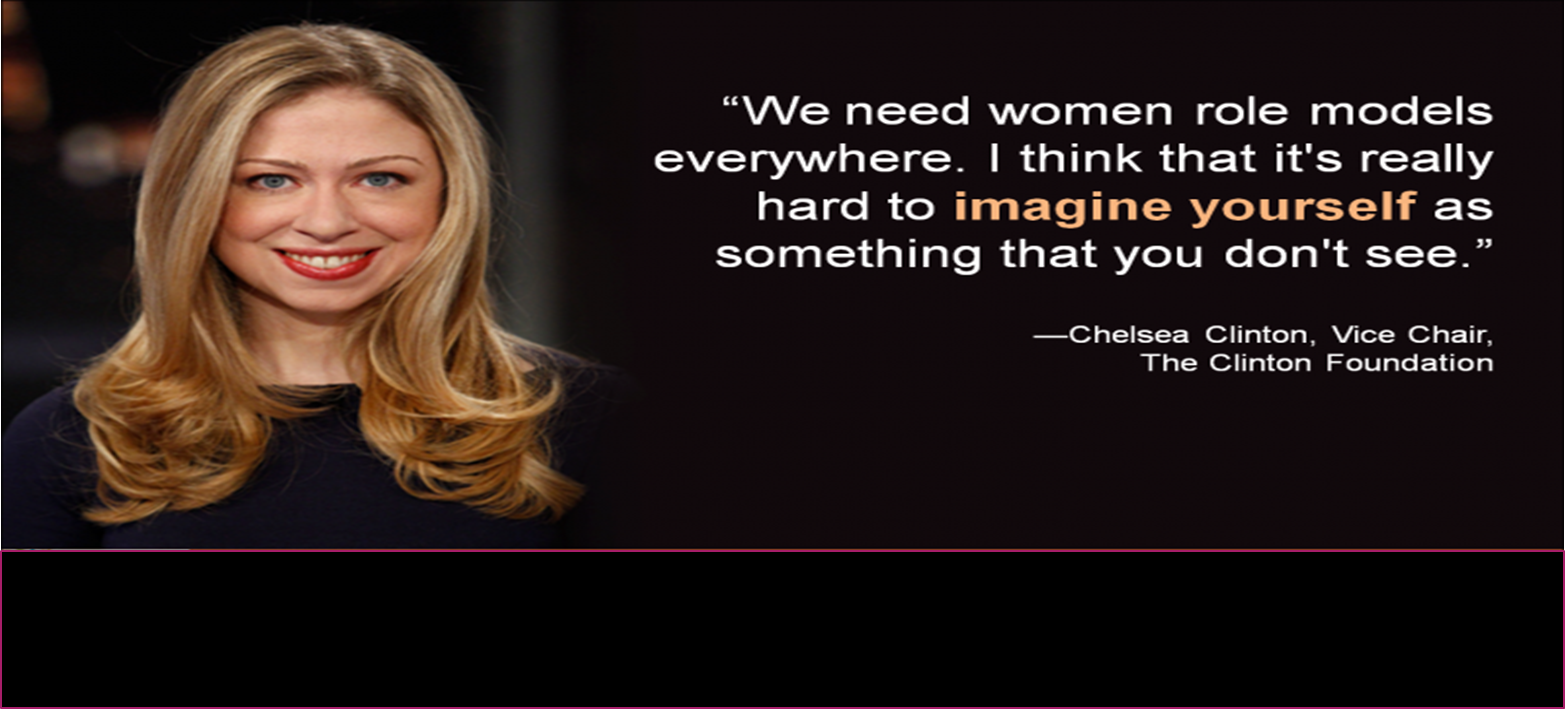 “We need women role models
everywhere. I think that it's really
hard to imagine yourself as
something that you don't see.”
—Chelsea Clinton, Vice Chair,
The Clinton Foundation